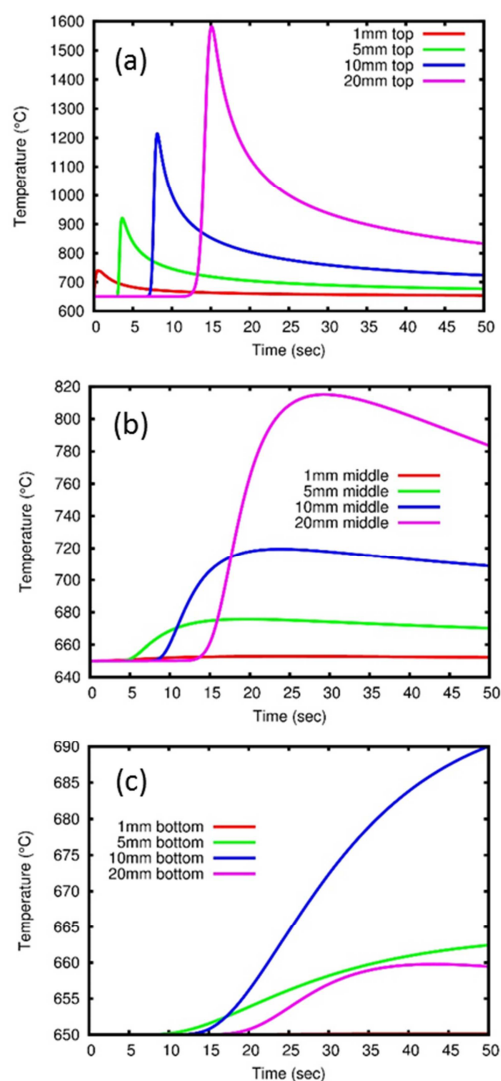 (a)
1mm top
5mm top
10mm top
20mm top
Temperature (°C)
1600
1500
1400
1300
1200
1100
1000
900
800
700
600
0 5 10 15 20 25 30 35 40 45 50
Time (sec)
(b)
1mm middle
5mm middle
10mm middle
20mm middle
Temperature (°C)
820
800
780
760
740
720
700
680
660
640
0 5 10 15 20 25 30 35 40 45 50
Time (sec)
(c)
1mm bottom
5mm bottom
10mm bottom
20mm bottom
Temperature (°C)
690
685
680
675
670
665
660
655
650
0 5 10 15 20 25 30 35 40 45 50
Time (sec)